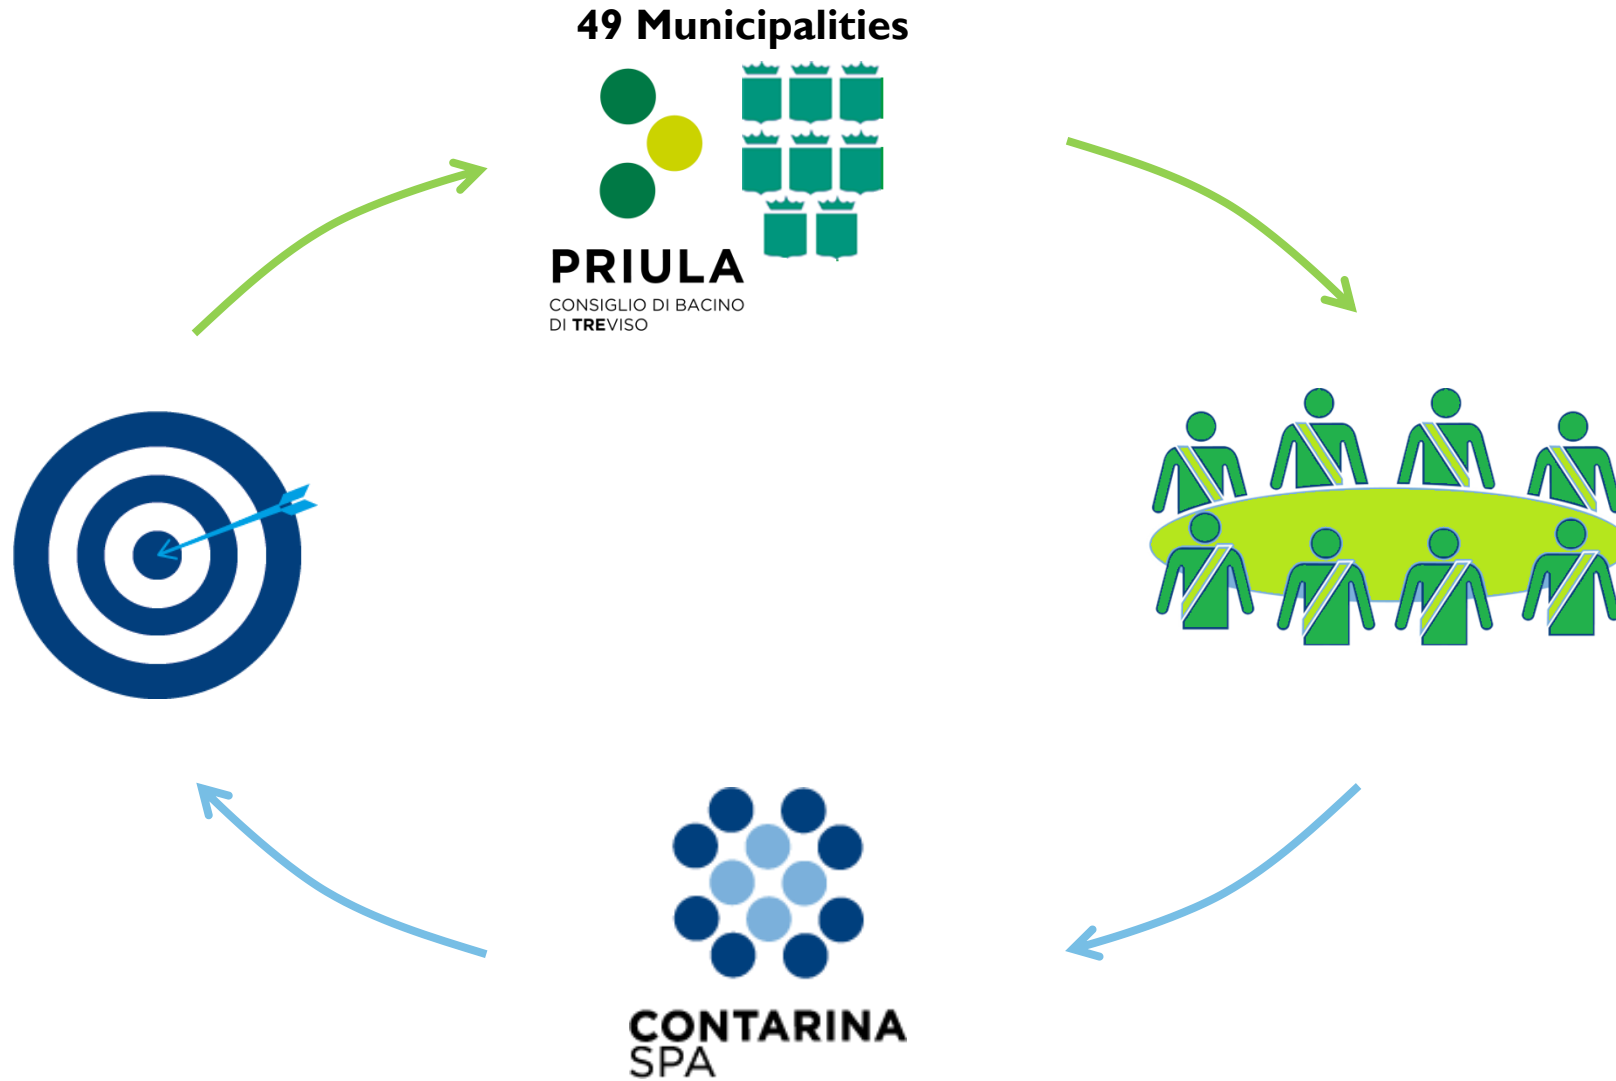 49 Municipalities
PRIULA
CONSIGLIO DI BACINO
DI TREVISO
CONTARINA
SPA